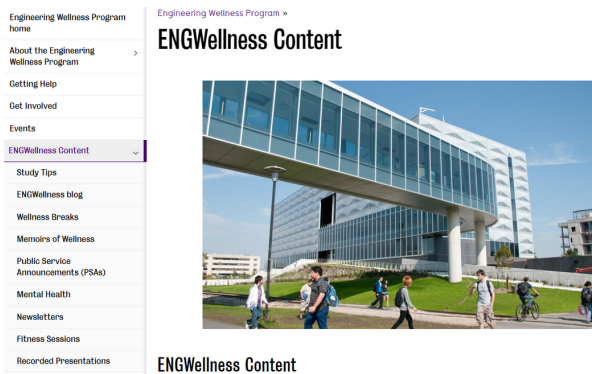 Engineering Wellness Program
home
About the Engineering
Wellness Program
Getting Help
Get Involved
Events
ENGWellness Content
Study Tips
ENGWellness blog
Wellness Breaks
Memoirs of Wellness
Public Service
Announcements (PSAs)
Mental Health
Newsletters
Fitness Sessions
Recorded Presentations
Engineering Wellness Program »
ENGWellness Content
ENGWellness Content